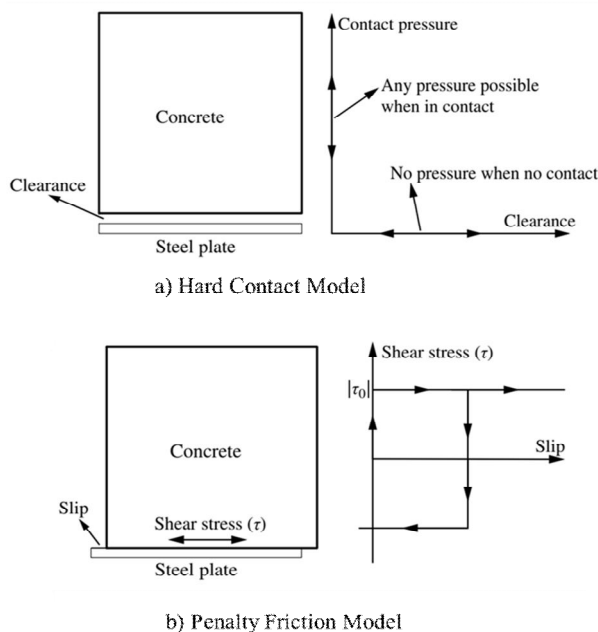 Contact pressure
Any pressure possible
when in contact
Concrete
No pressure when no contact
Clearance
Clearance
Steel plate
a) Hard Contact Model
Shear stress (τ)
|τ0|
Concrete
Slip
Slip
Shear stress (τ)
Steel plate
b) Penalty Friction Model